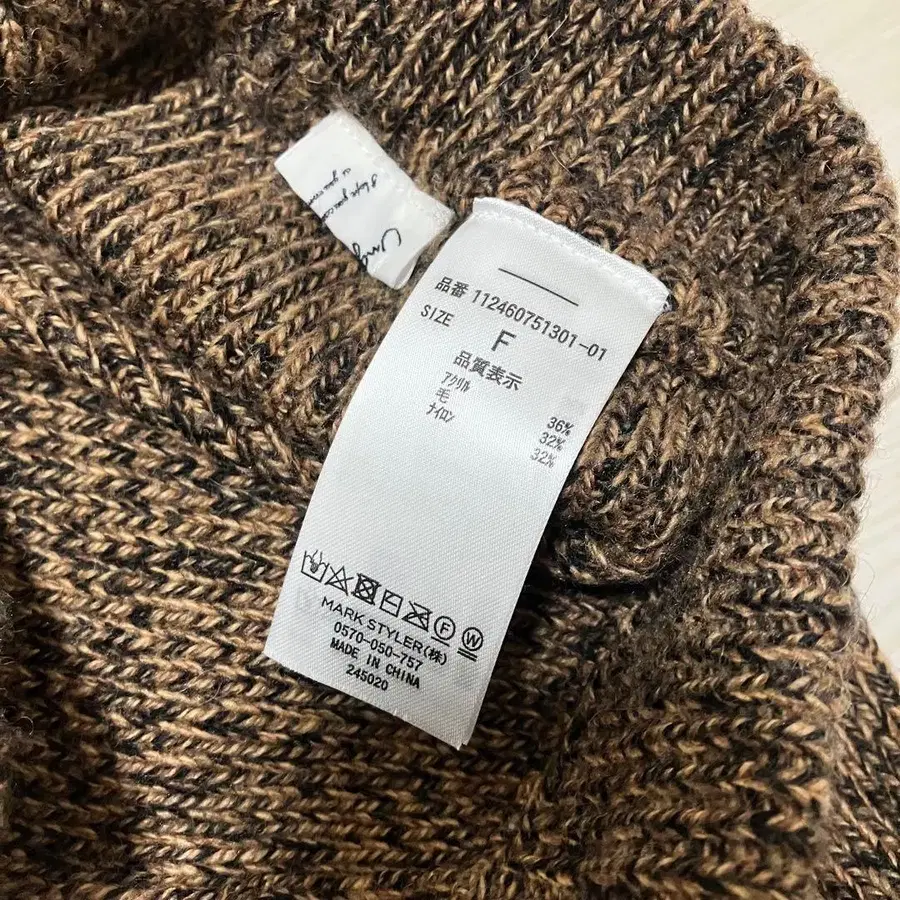 品番 112460751301-01
SIZE
F
品質表示
アクリル 36%
毛 32%
ナイロン 32%
F W
MARK STYLER(株)
0570-050-757
MADE IN CHINA
245020